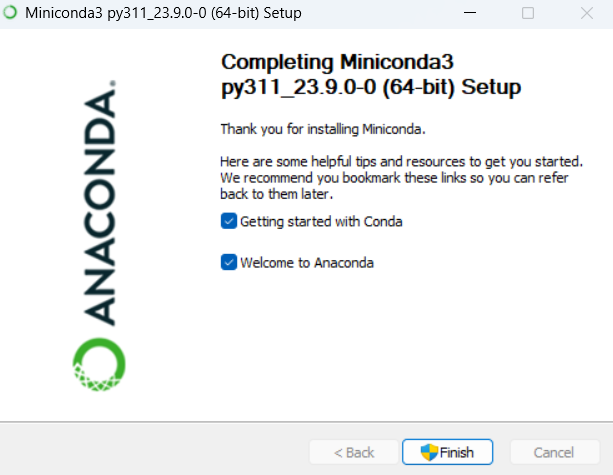 Miniconda3 py311_23.9.0-0 (64-bit) Setup
ANACONDA.
Completing Miniconda3
py311_23.9.0-0 (64-bit) Setup
Thank you for installing Miniconda.
Here are some helpful tips and resources to get you started.
We recommend you bookmark these links so you can refer
back to them later.
Getting started with Conda
Welcome to Anaconda
< Back
Finish
Cancel